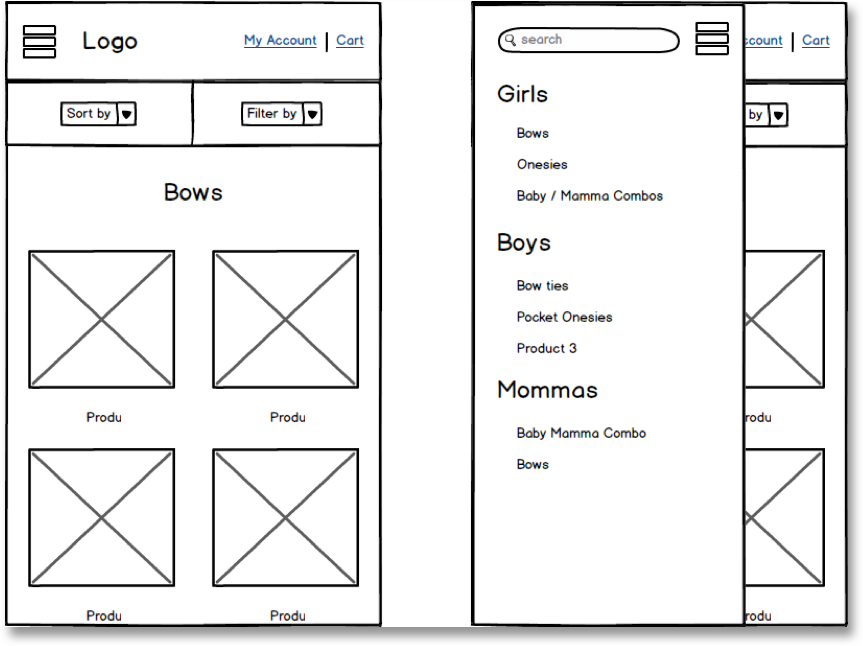 Logo
My Account | Cart
Sort by
Filter by
Bows
Produ
Produ
Produ
Produ
search
ccount | Cart
by
Girls
Bows
Onesies
Baby / Mamma Combos
Boys
Bow ties
Pocket Onesies
Product 3
Mommas
Baby Mamma Combo
Bows
rodu
rodu